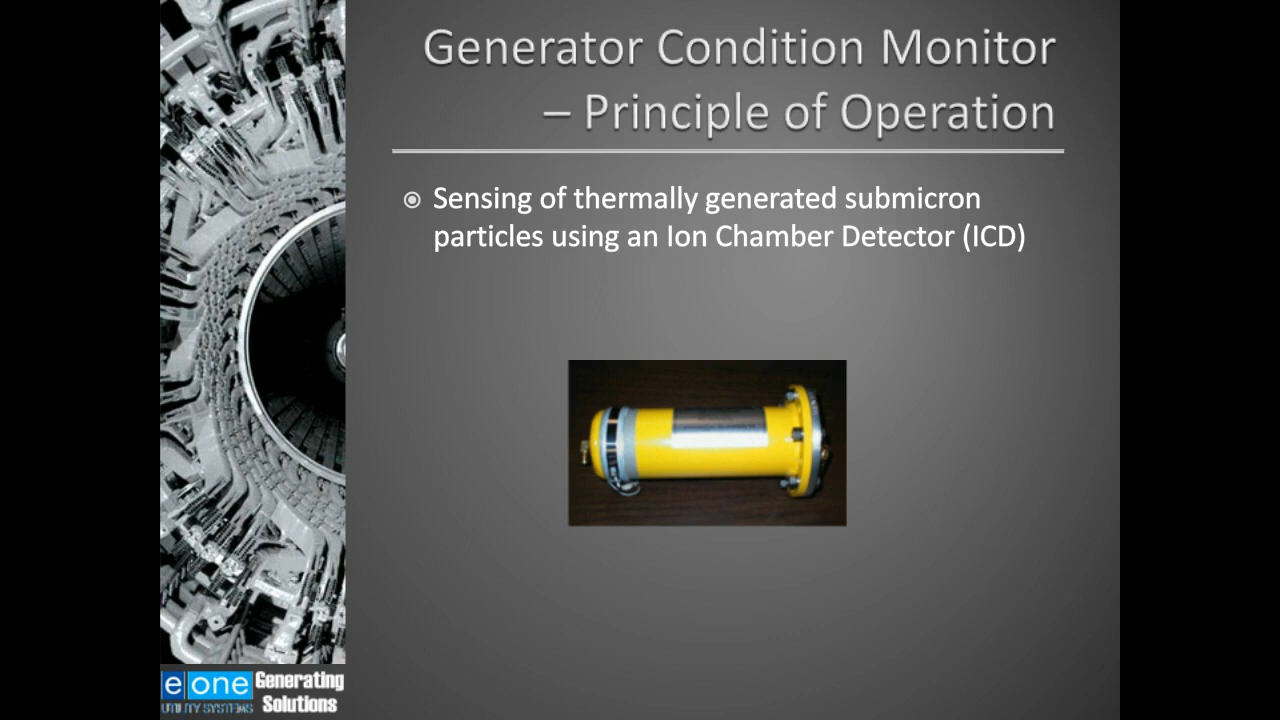 Generator Condition Monitor
– Principle of Operation
Sensing of thermally generated submicron
particles using an Ion Chamber Detector (ICD)
e one
UTILITY SYSTEMS
Generating
Solutions